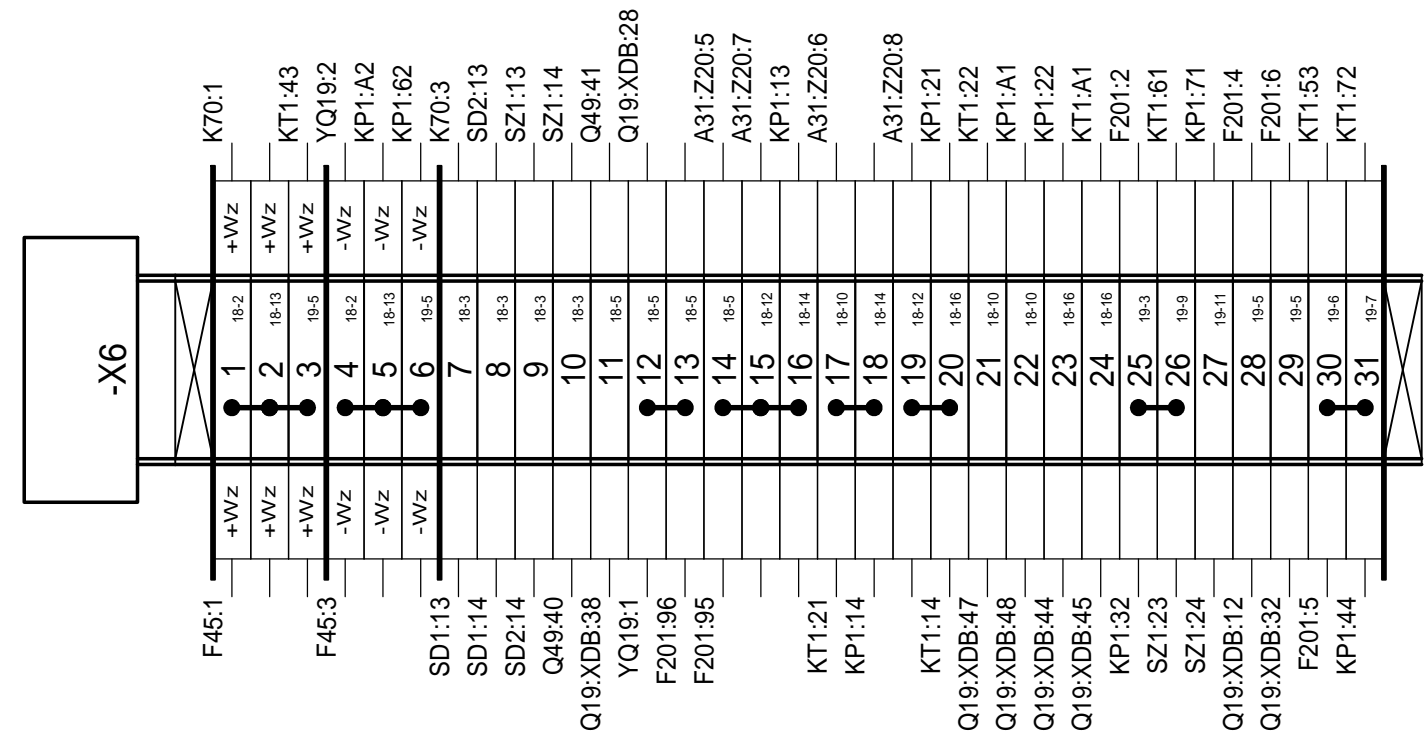 -X6
K70:1
KT1:43
YQ19:2
KP1:A2
KP1:62
K70:3
SD2:13
SZ1:13
SZ1:14
Q49:41
Q19:XDB:28
A31:Z20:5
A31:Z20:7
KP1:13
A31:Z20:6
A31:Z20:8
KP1:21
KT1:22
KP1:A1
KP1:22
KT1:A1
F201:2
KT1:61
KP1:71
F201:4
F201:6
KT1:53
KT1:72
+Wz
+Wz
+Wz
-Wz
-Wz
-Wz
1 18-2
2 18-13
3 19-5
4 18-2
5 18-13
6 19-5
7 18-3
8 18-3
9 18-3
10 18-3
11 18-5
12 18-5
13 18-5
14 18-5
15 18-12
16 18-14
17 18-10
18 18-14
19 18-12
20 18-16
21 18-10
22 18-10
23 18-16
24 18-16
25 19-3
26 19-9
27 19-11
28 19-5
29 19-5
30 19-6
31 19-7
+Wz
+Wz
+Wz
-Wz
-Wz
-Wz
F45:1
F45:3
SD1:13
SD1:14
SD2:14
Q49:40
Q19:XDB:38
YQ19:1
F201:96
F201:95
KT1:21
KP1:14
KT1:14
Q19:XDB:47
Q19:XDB:48
Q19:XDB:44
Q19:XDB:45
KP1:32
SZ1:23
SZ1:24
Q19:XDB:12
Q19:XDB:32
F201:5
KP1:44